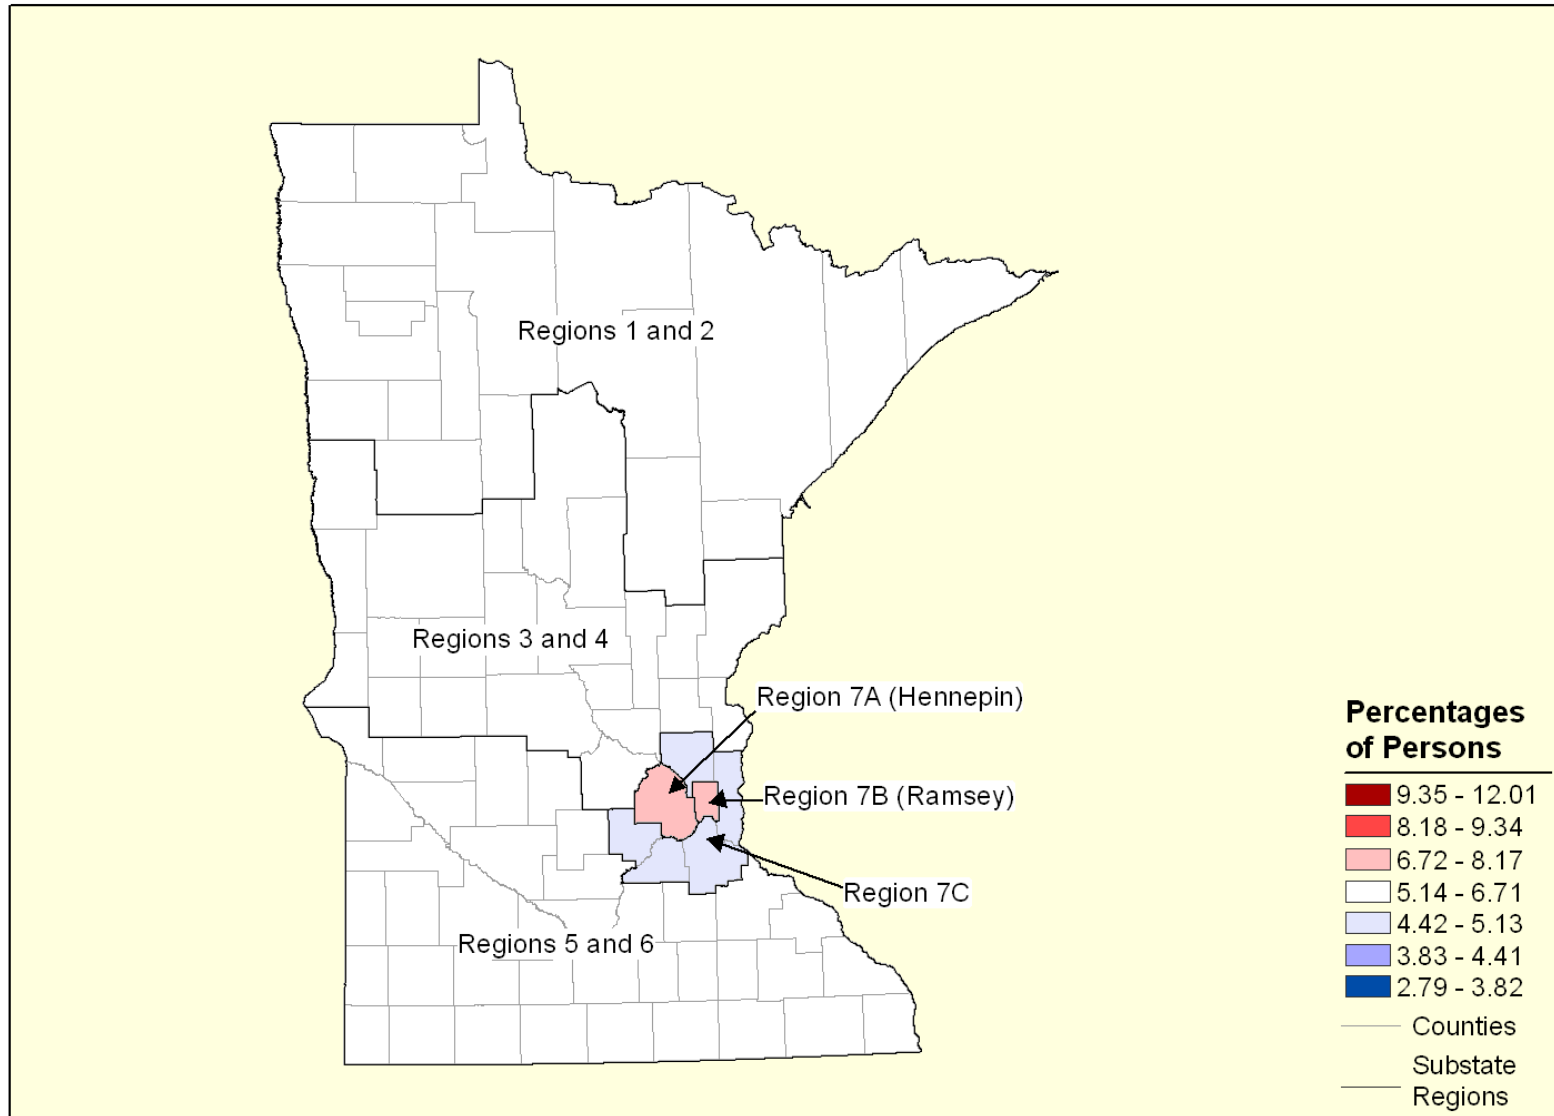 Regions 1 and 2
Regions 3 and 4
Region 7A (Hennepin)
Region 7B (Ramsey)
Region 7C
Regions 5 and 6
Percentages
of Persons
9.35 - 12.01
8.18 - 9.34
6.72 - 8.17
5.14 - 6.71
4.42 - 5.13
3.83 - 4.41
2.79 - 3.82
Counties
Substate
Regions